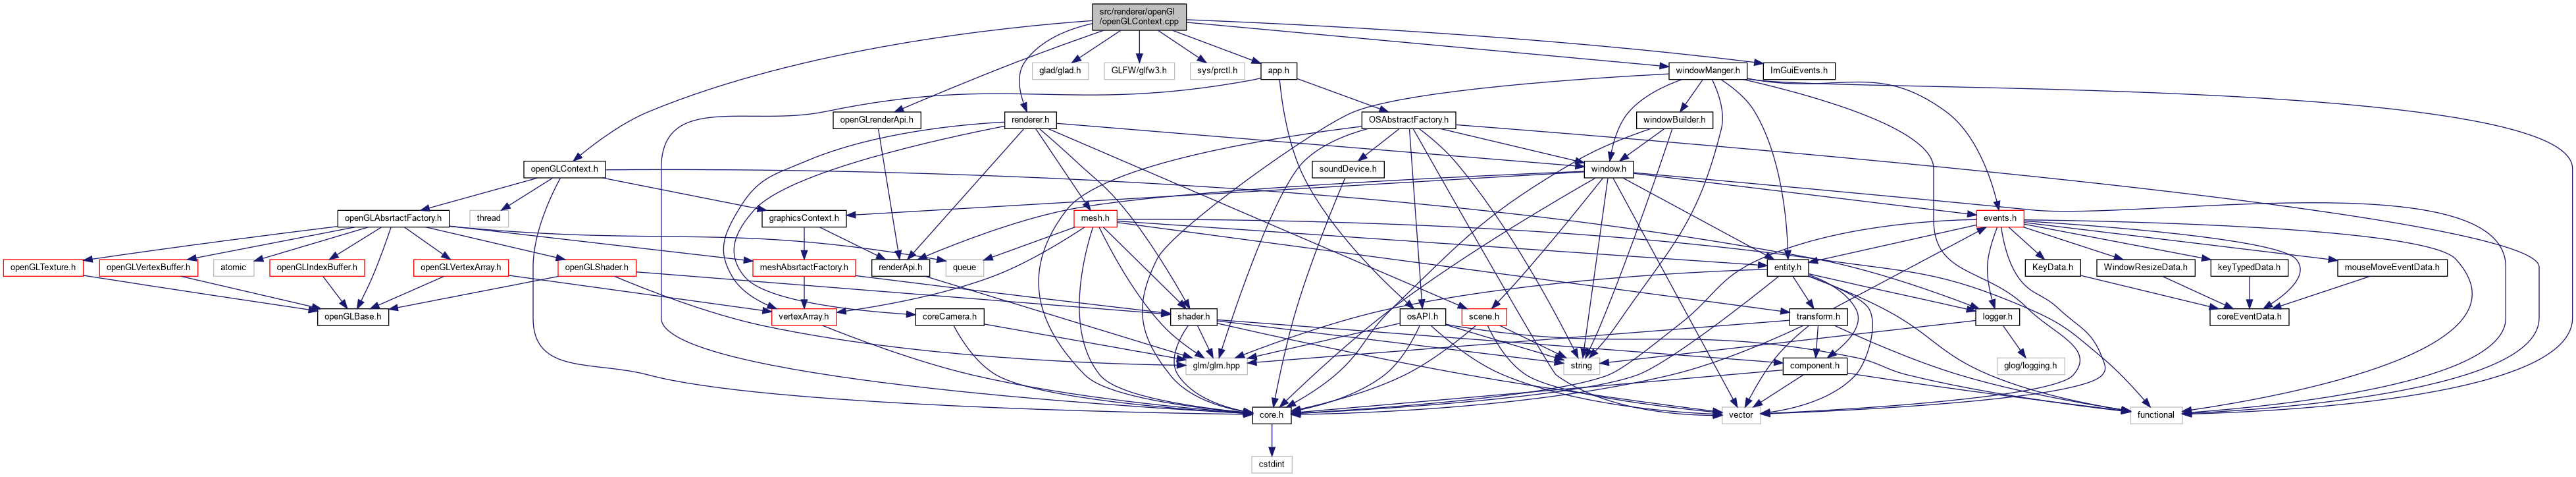 src/renderer/openGl
/openGLContext.cpp
glad/glad.h
GLFW/glfw3.h
sys/prctl.h
app.h
windowManger.h
ImGuiEvents.h
openGLrenderApi.h
renderer.h
OSAbstractFactory.h
windowBuilder.h
openGLContext.h
soundDevice.h
window.h
openGLAbsrtactFactory.h
thread
graphicsContext.h
mesh.h
events.h
openGLTexture.h
openGLVertexBuffer.h
atomic
openGLIndexBuffer.h
openGLVertexArray.h
openGLShader.h
meshAbsrtactFactory.h
renderApi.h
queue
entity.h
KeyData.h
WindowResizeData.h
keyTypedData.h
mouseMoveEventData.h
openGLBase.h
vertexArray.h
coreCamera.h
shader.h
osAPI.h
scene.h
transform.h
logger.h
coreEventData.h
glm/glm.hpp
string
component.h
glog/logging.h
core.h
vector
functional
cstdint